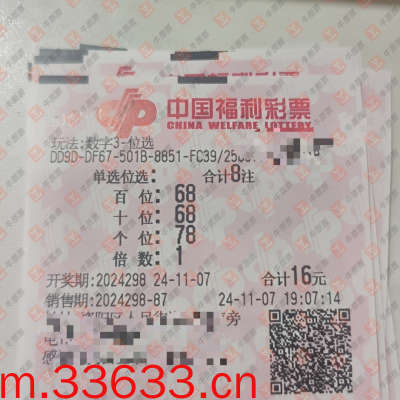 中国福利彩票
CHINA WELFARE LOTTERY
玩法:数字3-位选
DD9D-DF67-501B-8851-FC39/250
单选位选: 合计8注
百位:68
十位:68
个位:78
倍数:1
开奖期:2024298 24-11-07 合计16元
销售期:2024298-87 24-11-07 19:07:14
m.33633.cn